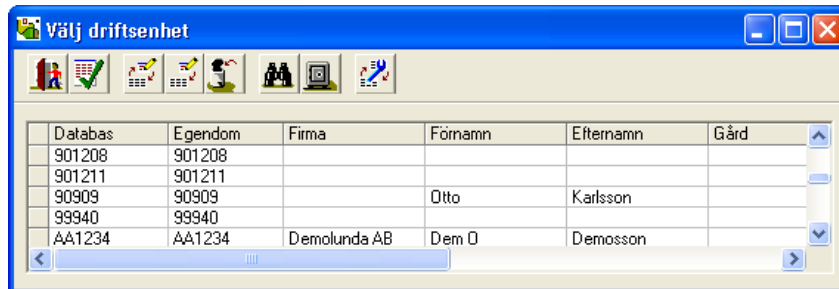 Välj driftsenhet
Databas Egendom Firma Förnamn Efternamn Gård
901208 901208
901211 901211
90909 90909 Otto Karlsson
99940 99940
AA1234 AA1234 Demolunda AB Dem O Demosson